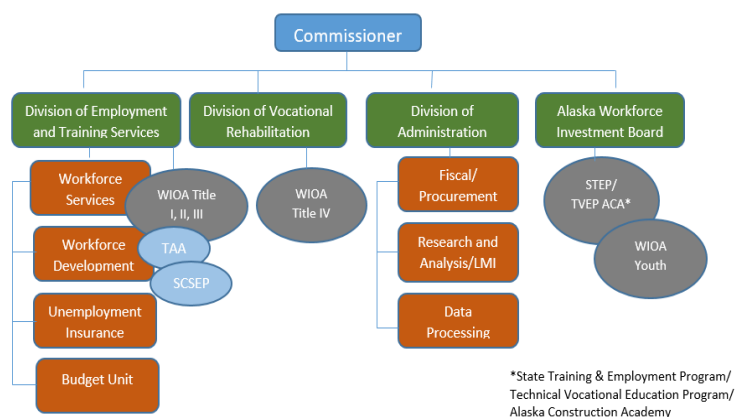 Commissioner
Division of Employment
and Training Services
Division of Vocational
Rehabilitation
Division of
Administration
Alaska Workforce
Investment Board
Workforce
Services
WIOA Title
I, II, III
WIOA
Title IV
Fiscal/
Procurement
STEP/
TVEP ACA*
Workforce
Development
TAA
SCSEP
Research and
Analysis/LMI
WIOA
Youth
Unemployment
Insurance
Data
Processing
Budget Unit
*State Training & Employment Program/
Technical Vocational Education Program/
Alaska Construction Academy